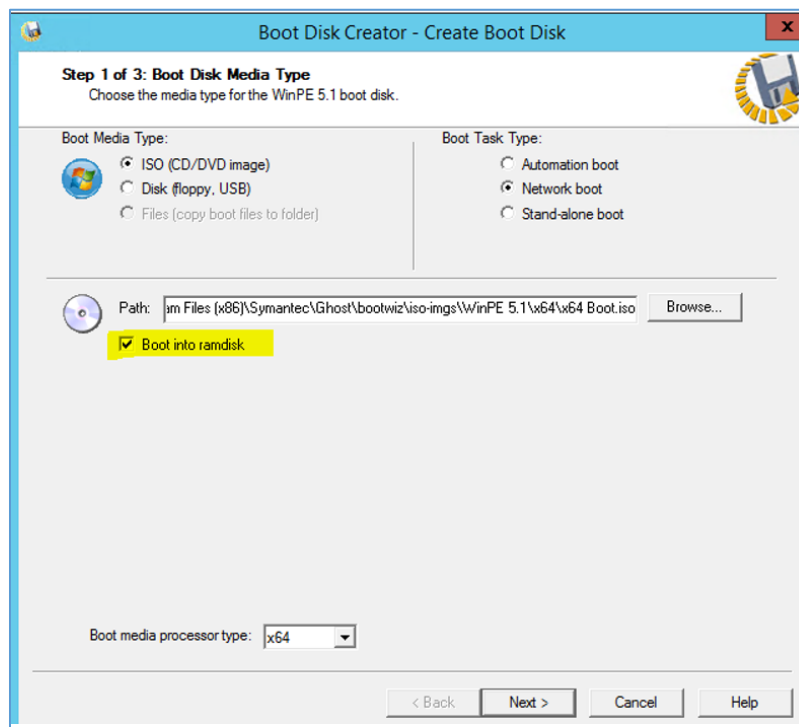 Boot Disk Creator - Create Boot Disk
x
Step 1 of 3: Boot Disk Media Type
Choose the media type for the WinPE 5.1 boot disk.
Boot Media Type:
ISO (CD/DVD image)
Disk (floppy, USB)
Files (copy boot files to folder)
Boot Task Type:
Automation boot
Network boot
Stand-alone boot
Path: am Files (x86)\Symantec\Ghost\bootwiz\iso-imgs\WinPE 5.1\x64\x64 Boot.iso Browse...
Boot into ramdisk
Boot media processor type: x64
< Back Next > Cancel Help